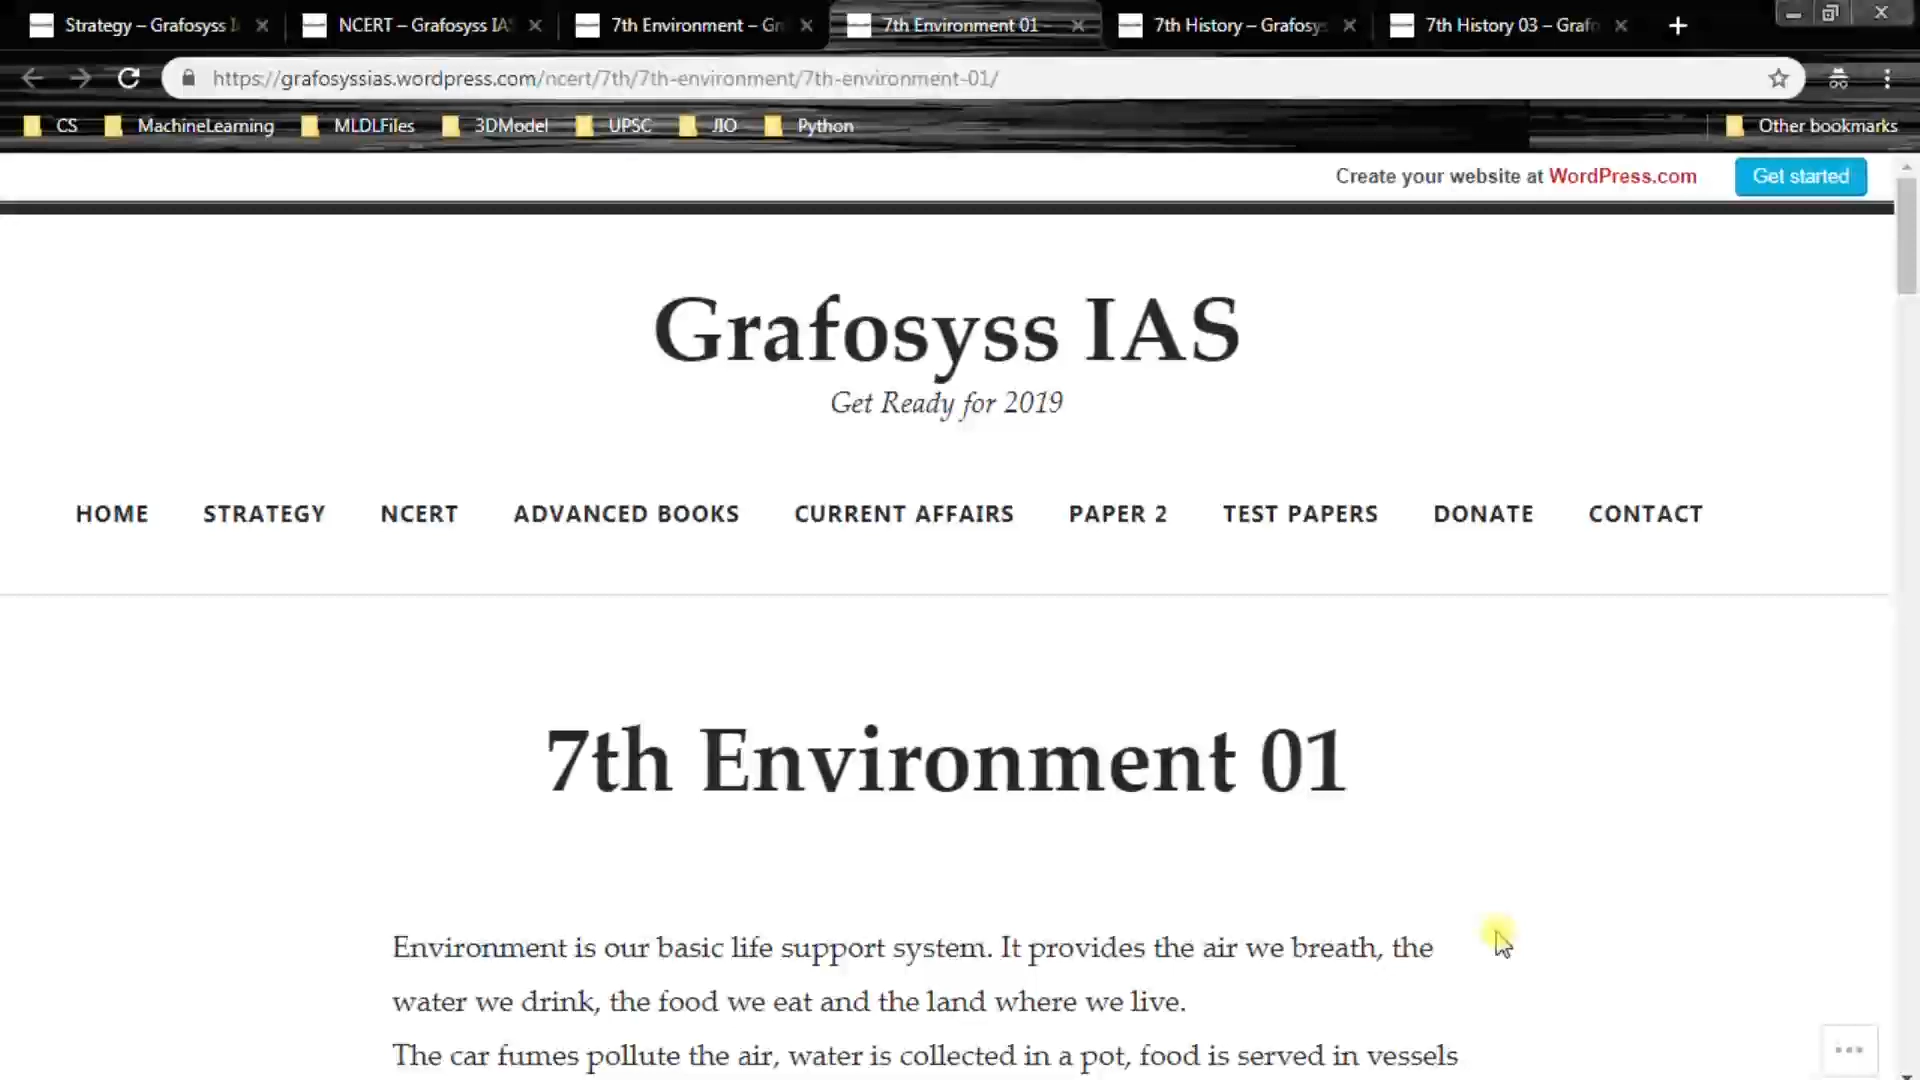 Strategy – Grafosyss
NCERT – Grafosyss IAS
7th Environment – Gr
7th Environment 01
7th History – Grafosys
7th History 03 – Graf
https://grafosyssias.wordpress.com/ncert/7th/7th-environment/7th-environment-01/
CS
MachineLearning
MLDLFiles
3DModel
UPSC
JIO
Python
Other bookmarks
Create your website at WordPress.com
Get started
Grafosyss IAS
Get Ready for 2019
HOME STRATEGY NCERT ADVANCED BOOKS CURRENT AFFAIRS PAPER 2 TEST PAPERS DONATE CONTACT
7th Environment 01
Environment is our basic life support system. It provides the air we breath, the
water we drink, the food we eat and the land where we live.
The car fumes pollute the air, water is collected in a pot, food is served in vessels